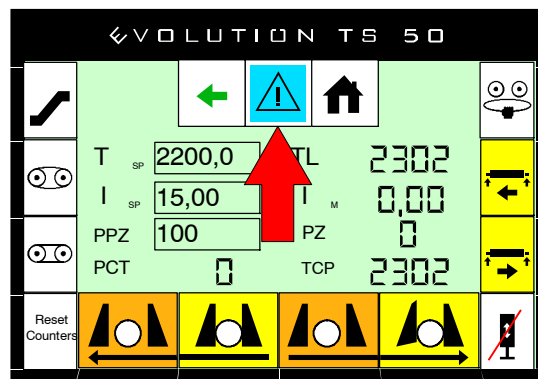 EVOLUTION TS 50
T SP 2200,0 TL 2302
I SP 15,00 I M 0,00
PPZ 100 PZ 0
PCT 0 TCP 2302
Reset
Counters